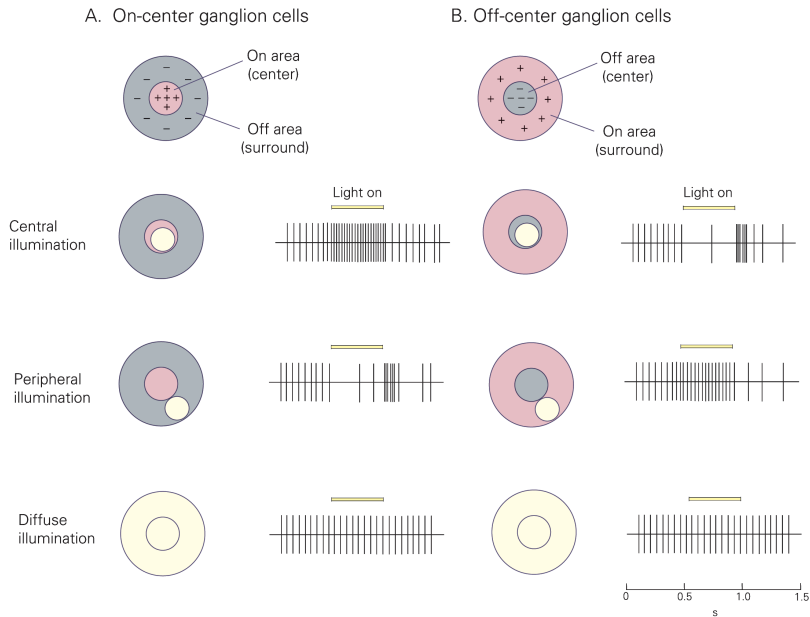 A. On-center ganglion cells
B. Off-center ganglion cells
On area
(center)
Off area
(surround)
Off area
(center)
On area
(surround)
Central
illumination
Light on
Light on
Peripheral
illumination
Diffuse
illumination
0 0.5 1.0 1.5
s